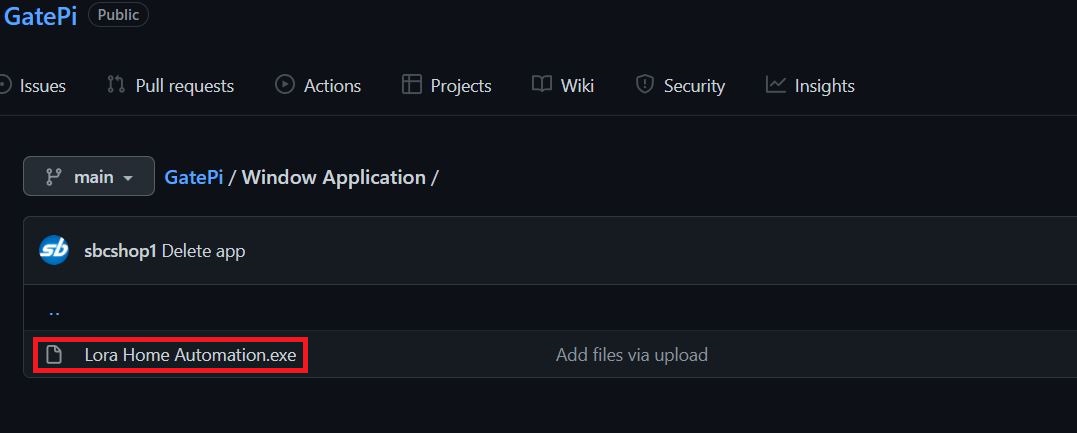 GatePi Public
Issues Pull requests Actions Projects Wiki Security Insights
main GatePi / Window Application /
sb sbcshop1 Delete app
..
Lora Home Automation.exe Add files via upload